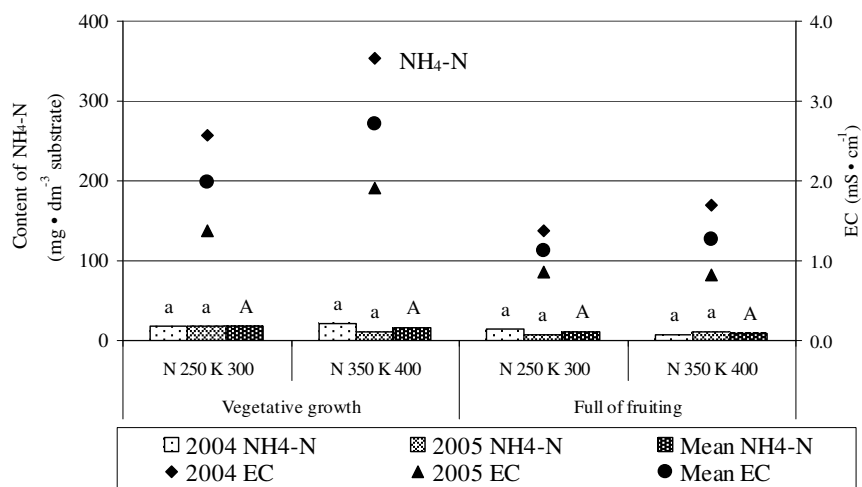 400
300
200
100
0
Content of NH₄-N
(mg • dm⁻³ substrate)
NH₄-N
4.0
3.0
2.0
1.0
0.0
EC (mS • cm⁻¹)
a a A a a A a a A a a A
N 250 K 300 N 350 K 400 N 250 K 300 N 350 K 400
Vegetative growth Full of fruiting
2004 NH4-N 2005 NH4-N Mean NH4-N
2004 EC 2005 EC Mean EC